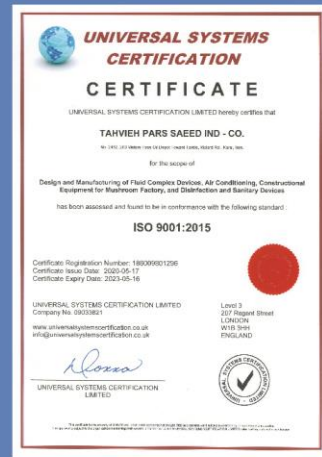 UNIVERSAL SYSTEMS
CERTIFICATION
CERTIFICATE
UNIVERSAL SYSTEMS CERTIFICATION LIMITED hereby certifies that
TAHVIEH PARS SAEED IND - CO.
for the scope of
Design and Manufacturing of Fluid Complex Devices, Air Conditioning, Constructional
Equipment for Mushroom Factory, and Disinfection and Sanitary Devices
has been assessed and found to be in conformance with the following standard :
ISO 9001:2015
Certificate Registration Number: 186009001298
Certificate Issue Date: 2020-05-17
Certificate Expiry Date: 2023-05-16
UNIVERSAL SYSTEMS CERTIFICATION LIMITED
Company No. 09033821
www.universalsystemscertification.co.uk
info@universalsystemscertification.co.uk
Level 3
207 Regent Street
LONDON
W1B 3HH
ENGLAND
UNIVERSAL SYSTEMS CERTIFICATION
LIMITED